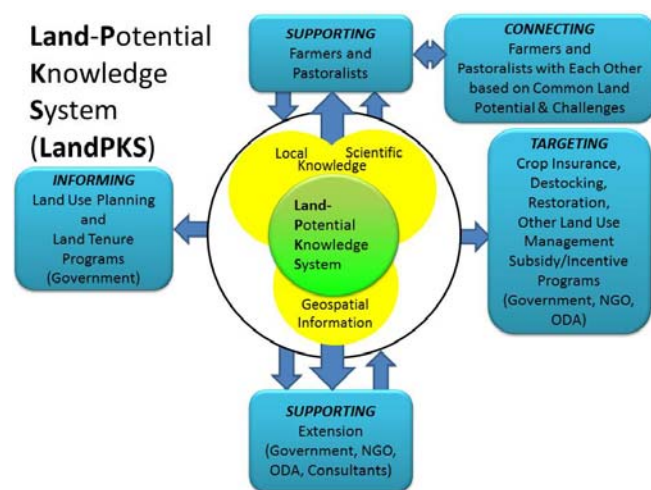 Land-Potential
Knowledge
System
(LandPKS)
SUPPORTING
Farmers and
Pastoralists
CONNECTING
Farmers and
Pastoralists with Each Other
based on Common Land
Potential & Challenges
INFORMING
Land Use Planning
and
Land Tenure
Programs
(Government)
Local Scientific
Knowledge
Land-
Potential
Knowledge
System
Geospatial
Information
TARGETING
Crop Insurance,
Destocking,
Restoration,
Other Land Use
Management
Subsidy/Incentive
Programs
(Government, NGO,
ODA)
SUPPORTING
Extension
(Government, NGO,
ODA, Consultants)